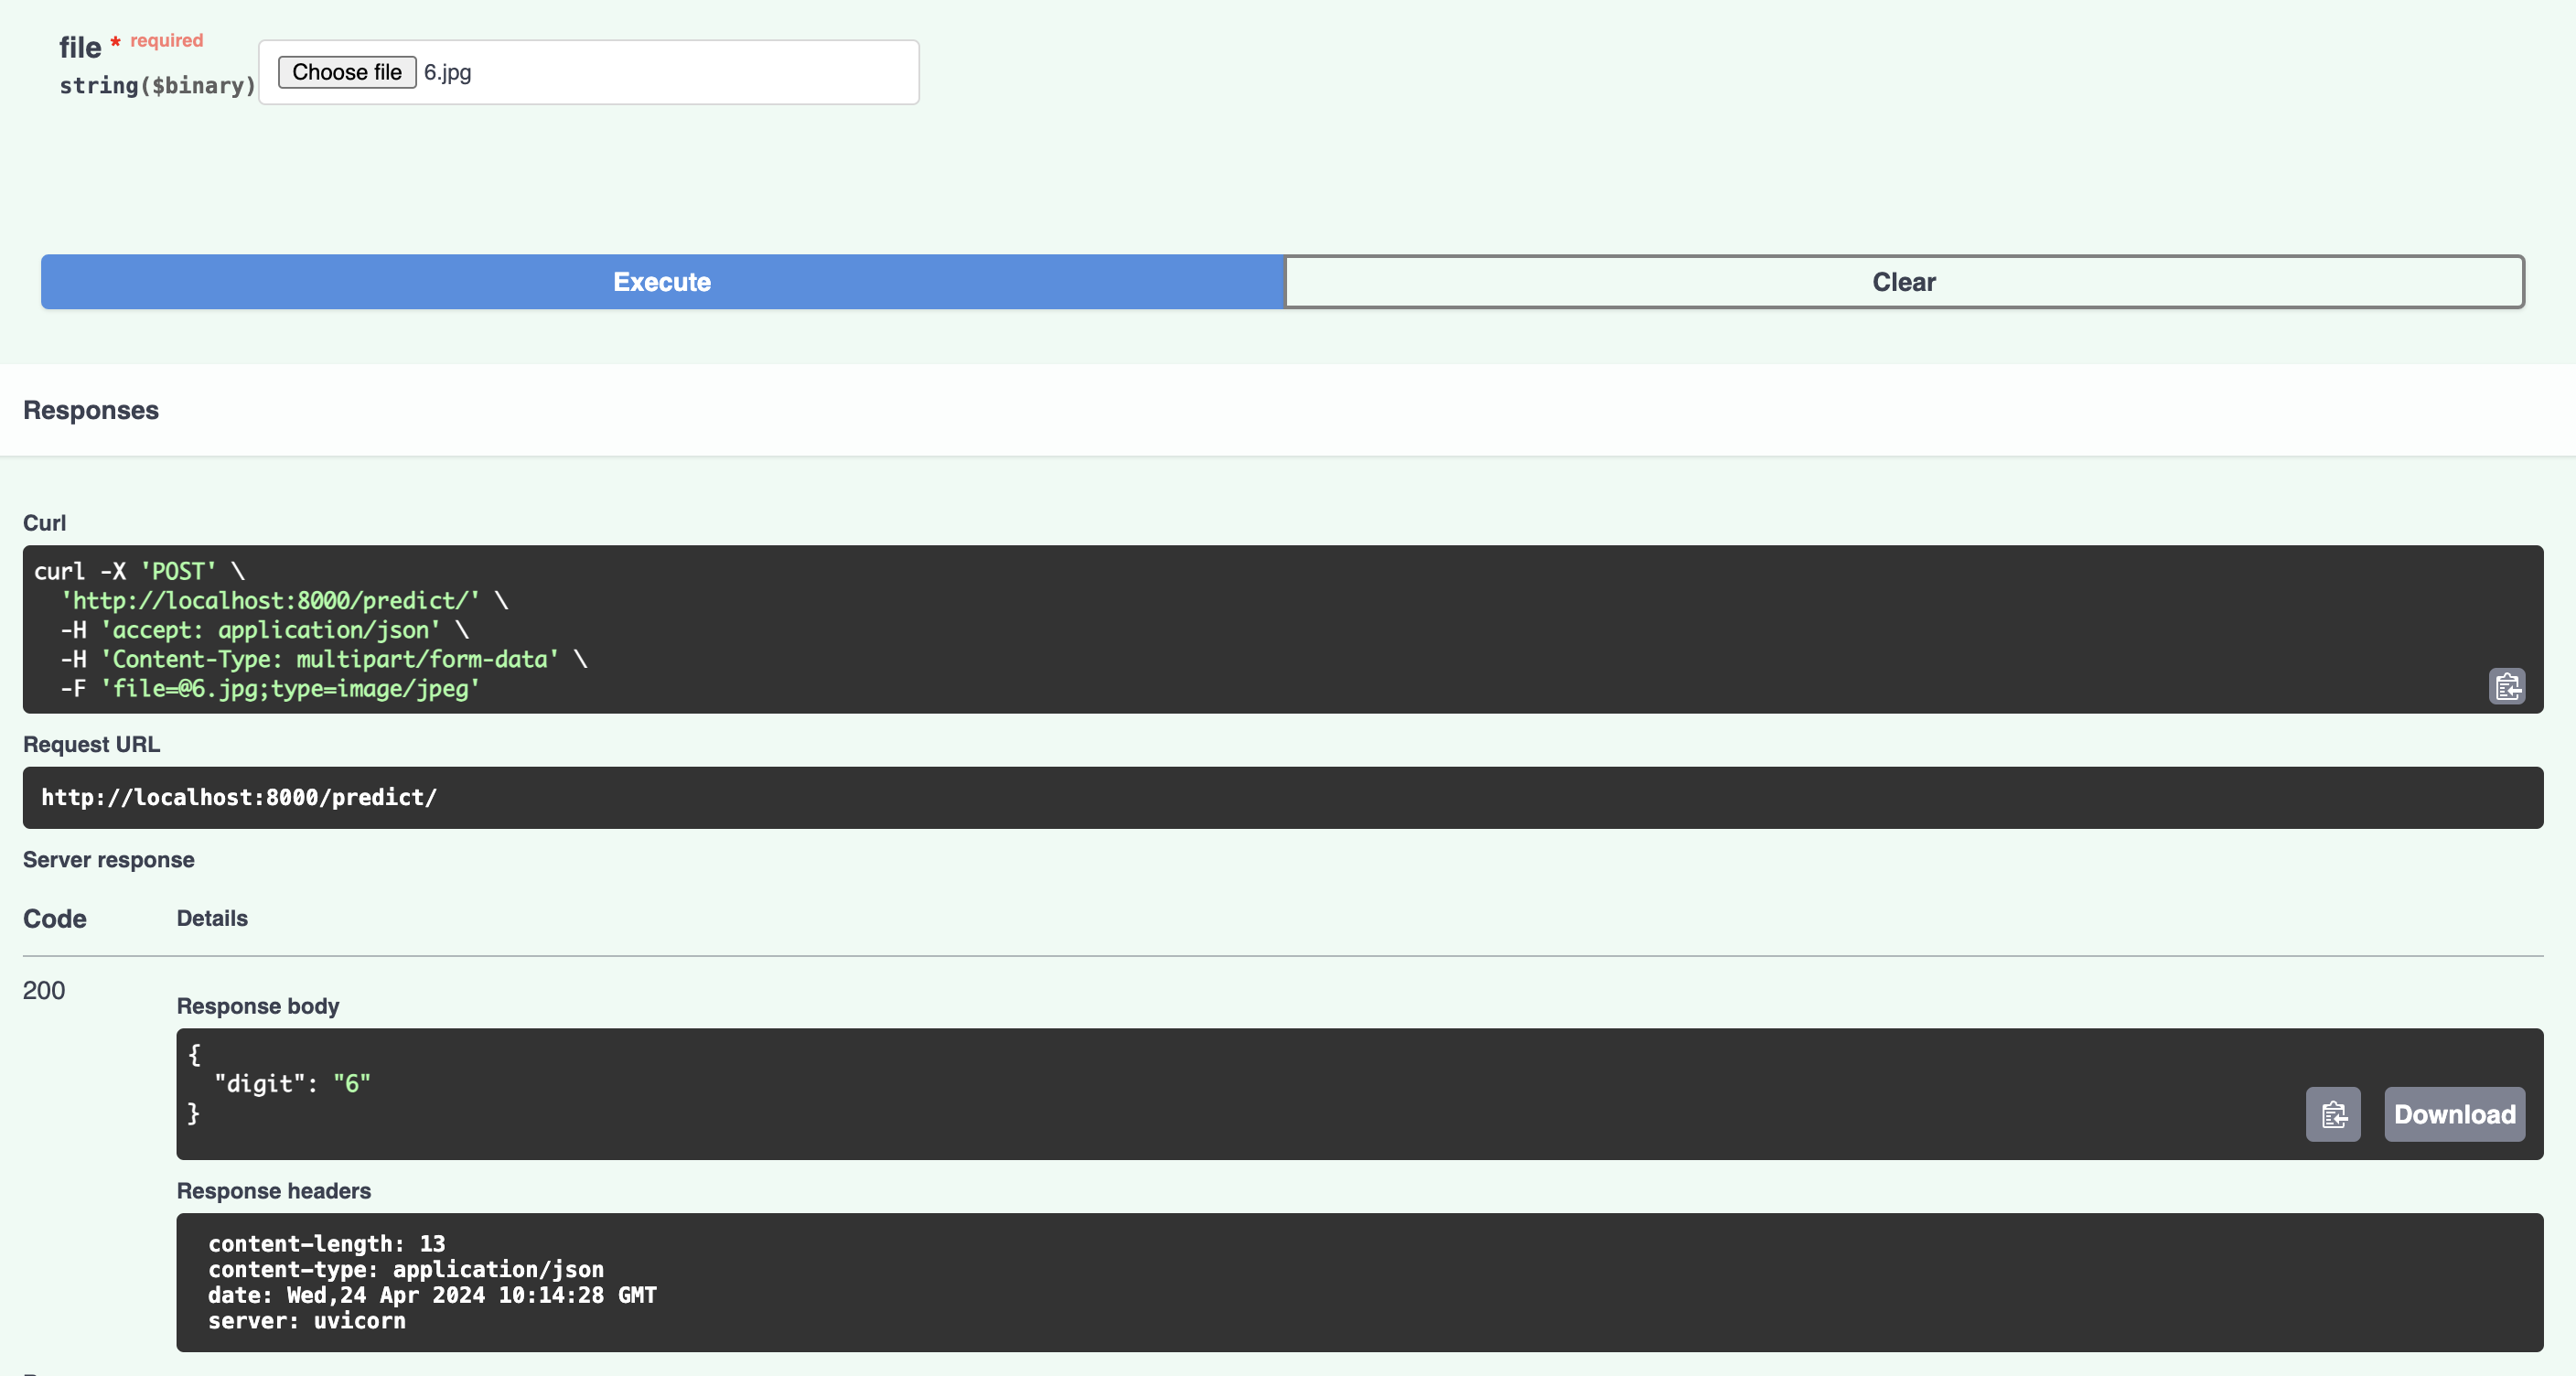 file * required
string($binary)
Choose file 6.jpg
Execute
Clear
Responses
Curl
curl -X 'POST' \
  'http://localhost:8000/predict/' \
  -H 'accept: application/json' \
  -H 'Content-Type: multipart/form-data' \
  -F 'file=@6.jpg;type=image/jpeg'
Request URL
http://localhost:8000/predict/
Server response
Code Details
200
Response body
{
  "digit": "6"
}
Download
Response headers
content-length: 13
content-type: application/json
date: Wed,24 Apr 2024 10:14:28 GMT
server: uvicorn